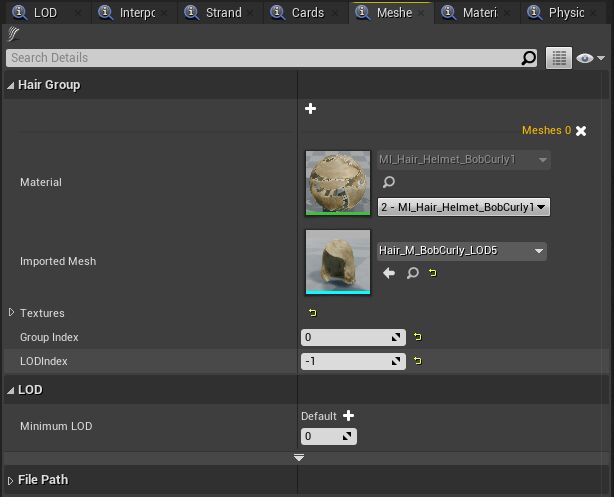 LOD Interpo Strand Cards Meshe Materi Physic
Search Details
Hair Group
Meshes 0
Material
MI_Hair_Helmet_BobCurly1
2 - MI_Hair_Helmet_BobCurly1
Imported Mesh
Hair_M_BobCurly_LOD5
Textures
Group Index
0
LODIndex
-1
LOD
Minimum LOD
Default
0
File Path